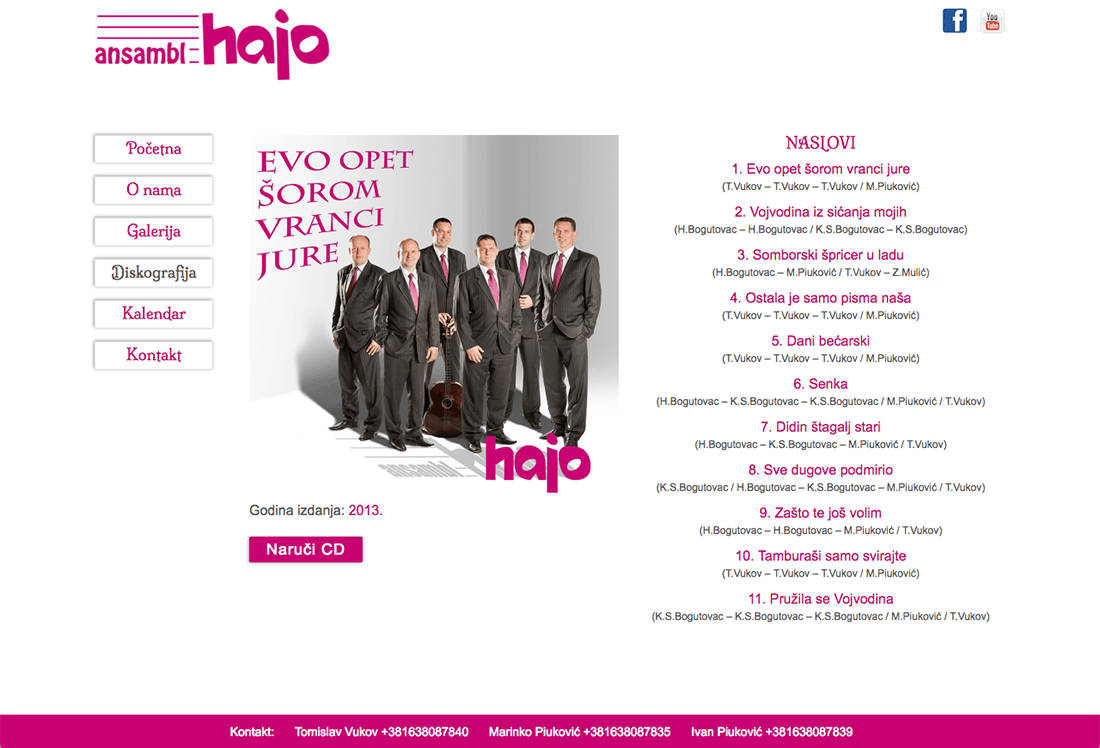 ansambl hajo
You
Tube
Početna
O nama
Galerija
Diskografija
Kalendar
Kontakt
EVO OPET
ŠOROM
VRANCI
JURE
ansambl
hajo
Godina izdanja: 2013.
Naruči CD
NASLOVI
1. Evo opet šorom vranci jure
(T.Vukov – T.Vukov – T.Vukov / M.Piuković)
2. Vojvodina iz sićanja mojih
(H.Bogutovac – H.Bogutovac / K.S.Bogutovac – K.S.Bogutovac)
3. Somborski špricer u ladu
(H.Bogutovac – M.Piuković / T.Vukov – Z.Mulić)
4. Ostala je samo pisma naša
(T.Vukov – T.Vukov – T.Vukov / M.Piuković)
5. Dani bećarski
(T.Vukov – T.Vukov – T.Vukov / M.Piuković)
6. Senka
(H.Bogutovac – K.S.Bogutovac – K.S.Bogutovac / M.Piuković / T.Vukov)
7. Didin štagalj stari
(H.Bogutovac – K.S.Bogutovac – M.Piuković / T.Vukov)
8. Sve dugove podmirio
(K.S.Bogutovac / H.Bogutovac – K.S.Bogutovac – M.Piuković / T.Vukov)
9. Zašto te još volim
(H.Bogutovac – H.Bogutovac – M.Piuković / T.Vukov)
10. Tamburaši samo svirajte
(T.Vukov – T.Vukov – T.Vukov / M.Piuković)
11. Pružila se Vojvodina
(K.S.Bogutovac – K.S.Bogutovac – K.S.Bogutovac / M.Piuković / T.Vukov)
Kontakt: Tomislav Vukov +381638087840 Marinko Piuković +381638087835 Ivan Piuković +381638087839